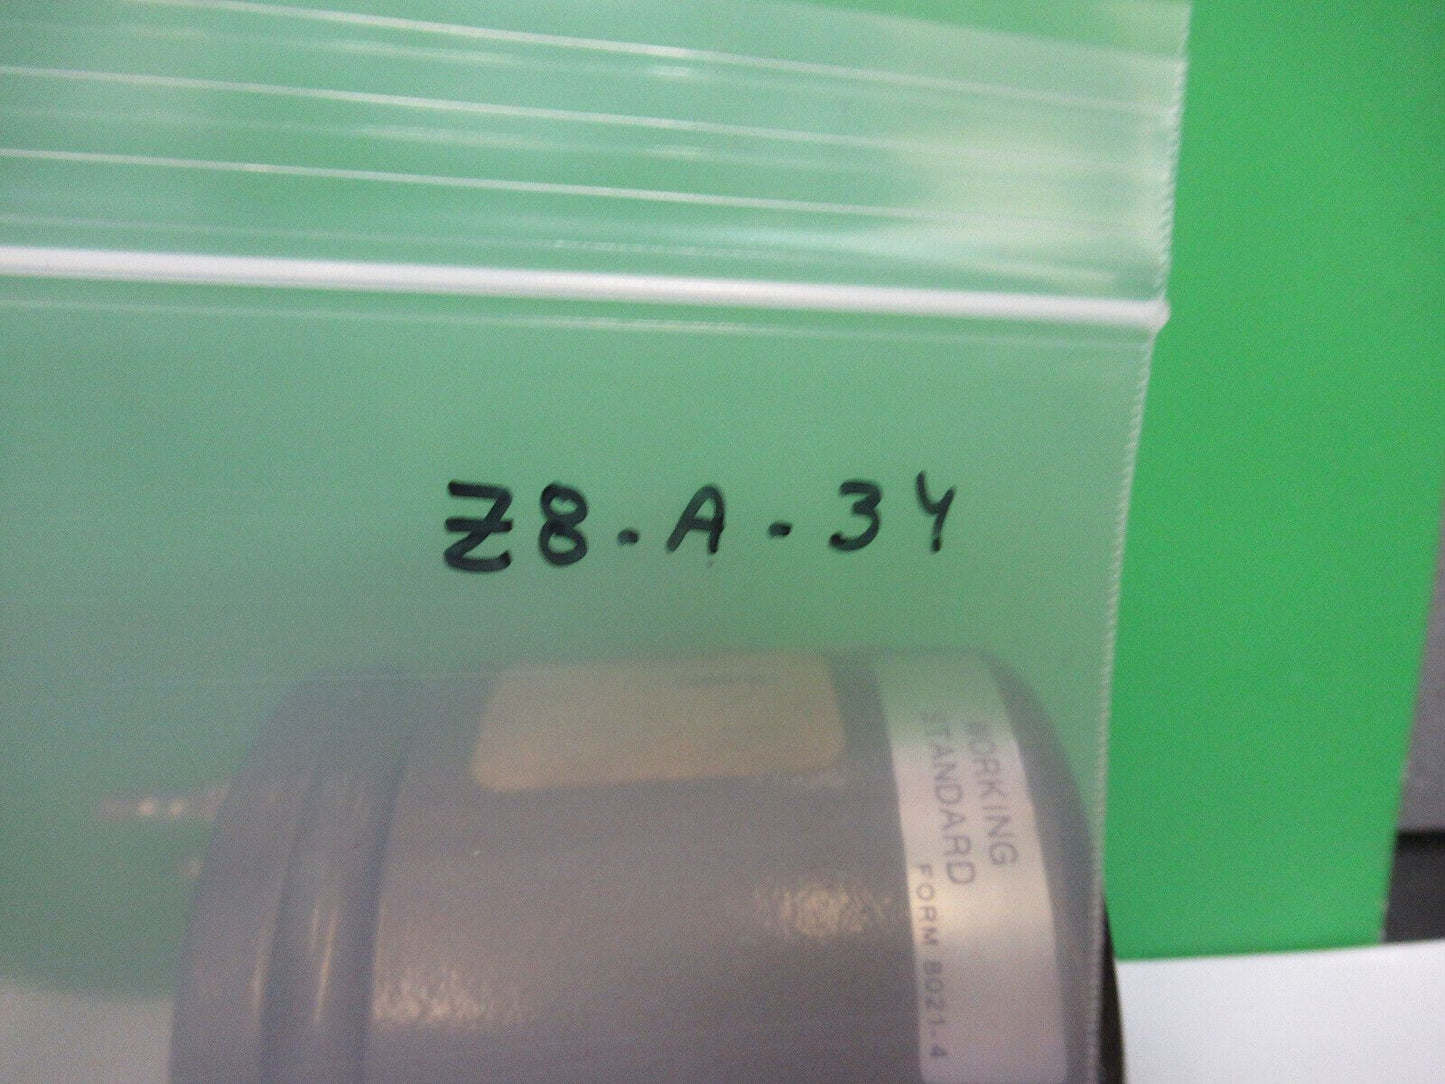 Z8-A-34
WORKING
STANDARD
FORM 8021-4